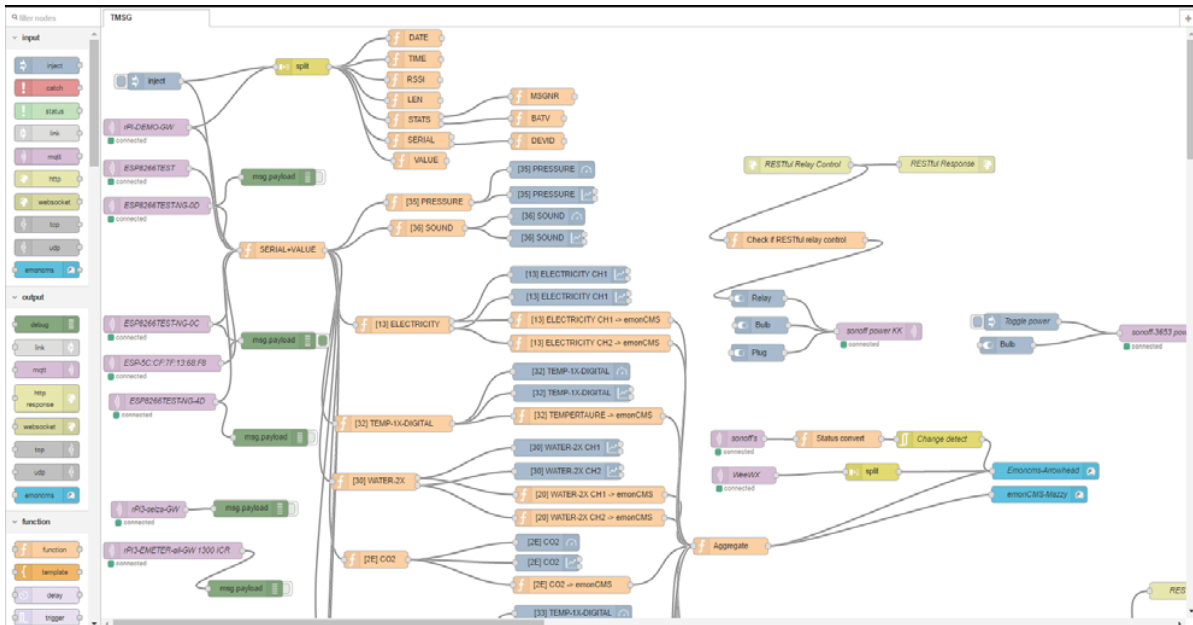 filter nodes
TMSG
input
inject
catch
status
link
mqtt
http
websocket
tcp
udp
emoncms
output
debug
link
mqtt
http response
websocket
tcp
udp
emoncms
function
function
template
delay
trigger
inject
split
DATE
TIME
RSSI
LEN
STATS
SERIAL
VALUE
MSGNR
BATV
DEVID
rPI-DEMO-GW
connected
ESP8266TEST
connected
ESP8266TEST-NG-0D
connected
msg.payload
SERIAL+VALUE
[35] PRESSURE
[36] SOUND
[35] PRESSURE
[35] PRESSURE
[36] SOUND
[36] SOUND
ESP8266TEST-NG-0C
connected
msg.payload
ESP-5C:CF:7F:13:68:F8
connected
ESP8266TEST-NG-4D
connected
msg.payload
[13] ELECTRICITY
[13] ELECTRICITY CH1
[13] ELECTRICITY CH1
[13] ELECTRICITY CH1 -> emonCMS
[13] ELECTRICITY CH2 -> emonCMS
[32] TEMP-1X-DIGITAL
[32] TEMP-1X-DIGITAL
[32] TEMP-1X-DIGITAL
[32] TEMPERTAURE -> emonCMS
[30] WATER-2X
[30] WATER-2X CH1
[30] WATER-2X CH2
[20] WATER-2X CH1 -> emonCMS
[20] WATER-2X CH2 -> emonCMS
rPi3-seiza-GW
connected
msg.payload
rPI3-EMETER-all-GW 1300 ICR
connected
msg.payload
[2E] CO2
[2E] CO2
[2E] CO2
[2E] CO2 -> emonCMS
[33] TEMP-1X-DIGITAL
RESTful Relay Control
RESTful Response
Check if RESTful relay control
Relay
Bulb
Plug
sonoff power KK
connected
Toggle power
Bulb
sonoff-3653 pow
connected
sonoff's
connected
Status convert
Change detect
WeeWX
connected
split
Emoncms-Arrowhead
emonCMS-Mazzy
Aggregate
RES